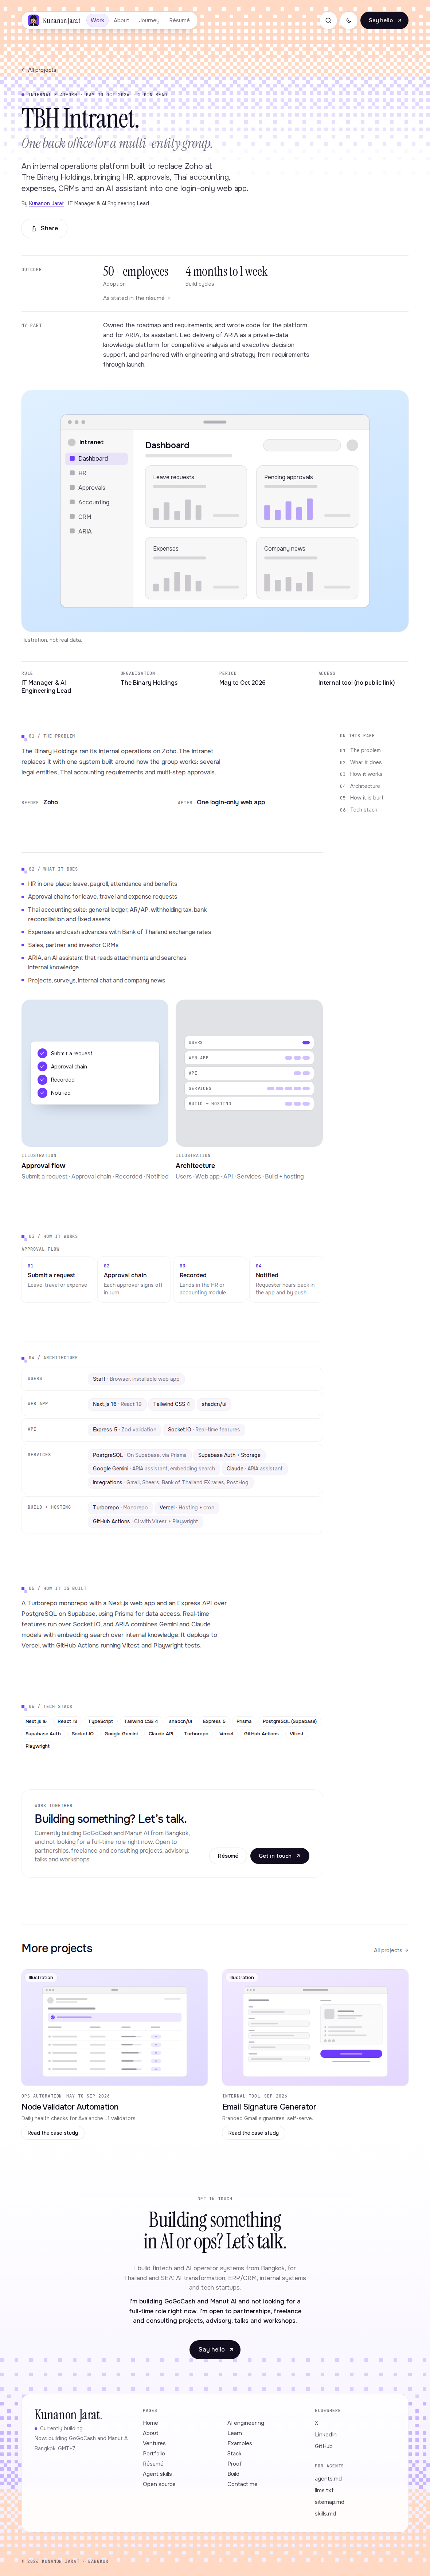 Kunanon Jarat Work About Journey Résumé Say hello ↗
← All projects
INTERNAL PLATFORM · MAY TO OCT 2026 · 2 MIN READ
TBH Intranet.
One back office for a multi-entity group.
An internal operations platform built to replace Zoho at
The Binary Holdings, bringing HR, approvals, Thai accounting,
expenses, CRMs and an AI assistant into one login-only web app.
By Kunanon Jarat · IT Manager & AI Engineering Lead
Share
OUTCOME
50+ employees
Adoption
4 months to 1 week
Build cycles
As stated in the résumé →
MY PART
Owned the roadmap and requirements, and wrote code for the platform
and for ARIA, its assistant. Led delivery of ARIA as a private-data
knowledge platform for competitive analysis and executive decision
support, and partnered with engineering and strategy from requirements
through launch.
Intranet
Dashboard
HR
Approvals
Accounting
CRM
ARIA
Dashboard
Leave requests
Pending approvals
Expenses
Company news
Illustration, not real data.
ROLE
IT Manager & AI
Engineering Lead
ORGANISATION
The Binary Holdings
PERIOD
May to Oct 2026
ACCESS
Internal tool (no public link)
01 / THE PROBLEM
The Binary Holdings ran its internal operations on Zoho. The Intranet
replaces it with one system built around how the group works: several
legal entities, Thai accounting requirements and multi-step approvals.
BEFORE Zoho
AFTER One login-only web app
ON THIS PAGE
01 The problem
02 What it does
03 How it works
04 Architecture
05 How it is built
06 Tech stack
02 / WHAT IT DOES
HR in one place: leave, payroll, attendance and benefits
Approval chains for leave, travel and expense requests
Thai accounting suite: general ledger, AR/AP, withholding tax, bank
reconciliation and fixed assets
Expenses and cash advances with Bank of Thailand exchange rates
Sales, partner and investor CRMs
ARIA, an AI assistant that reads attachments and searches
internal knowledge
Projects, surveys, internal chat and company news
Submit a request
Approval chain
Recorded
Notified
ILLUSTRATION
Approval flow
Submit a request · Approval chain · Recorded · Notified
USERS
WEB APP
API
SERVICES
BUILD + HOSTING
ILLUSTRATION
Architecture
Users · Web app · API · Services · Build + hosting
03 / HOW IT WORKS
APPROVAL FLOW
01
Submit a request
Leave, travel or expense
02
Approval chain
Each approver signs off
in turn
03
Recorded
Lands in the HR or
accounting module
04
Notified
Requester hears back in
the app and by push
04 / ARCHITECTURE
USERS
Staff · Browser, installable web app
WEB APP
Next.js 16 · React 19 Tailwind CSS 4 shadcn/ui
API
Express 5 · Zod validation Socket.IO · Real-time features
SERVICES
PostgreSQL · On Supabase, via Prisma Supabase Auth + Storage
Google Gemini · ARIA assistant, embedding search Claude · ARIA assistant
Integrations · Gmail, Sheets, Bank of Thailand FX rates, PostHog
BUILD + HOSTING
Turborepo · Monorepo Vercel · Hosting + cron
GitHub Actions · CI with Vitest + Playwright
05 / HOW IT IS BUILT
A Turborepo monorepo with a Next.js web app and an Express API over
PostgreSQL on Supabase, using Prisma for data access. Real-time
features run over Socket.IO, and ARIA combines Gemini and Claude
models with embedding search over internal knowledge. It deploys to
Vercel, with GitHub Actions running Vitest and Playwright tests.
06 / TECH STACK
Next.js 16 React 19 TypeScript Tailwind CSS 4 shadcn/ui Express 5 Prisma PostgreSQL (Supabase)
Supabase Auth Socket.IO Google Gemini Claude API Turborepo Vercel GitHub Actions Vitest
Playwright
WORK TOGETHER
Building something? Let's talk.
Currently building GoGoCash and Manut AI from Bangkok,
and not looking for a full-time role right now. Open to
partnerships, freelance and consulting projects, advisory,
talks and workshops.
Résumé
Get in touch ↗
More projects
All projects →
Illustration
OPS AUTOMATION MAY TO SEP 2026
Node Validator Automation
Daily health checks for Avalanche L1 validators.
Read the case study
Illustration
INTERNAL TOOL SEP 2026
Email Signature Generator
Branded Gmail signatures, self-serve.
Read the case study
GET IN TOUCH
Building something
in AI or ops? Let's talk.
I build fintech and AI operator systems from Bangkok, for
Thailand and SEA: AI transformation, ERP/CRM, internal systems
and tech startups.
I'm building GoGoCash and Manut AI and not looking for a
full-time role right now. I'm open to partnerships, freelance
and consulting projects, advisory, talks and workshops.
Say hello ↗
Kunanon Jarat.
Currently building
Now: building GoGoCash and Manut AI
Bangkok, GMT+7
PAGES
Home
About
Ventures
Portfolio
Résumé
Agent skills
Open source
AI engineering
Learn
Examples
Stack
Proof
Build
Contact me
ELSEWHERE
X
LinkedIn
GitHub
FOR AGENTS
agents.md
llms.txt
sitemap.md
skills.md
© 2026 KUNANON JARAT · BANGKOK